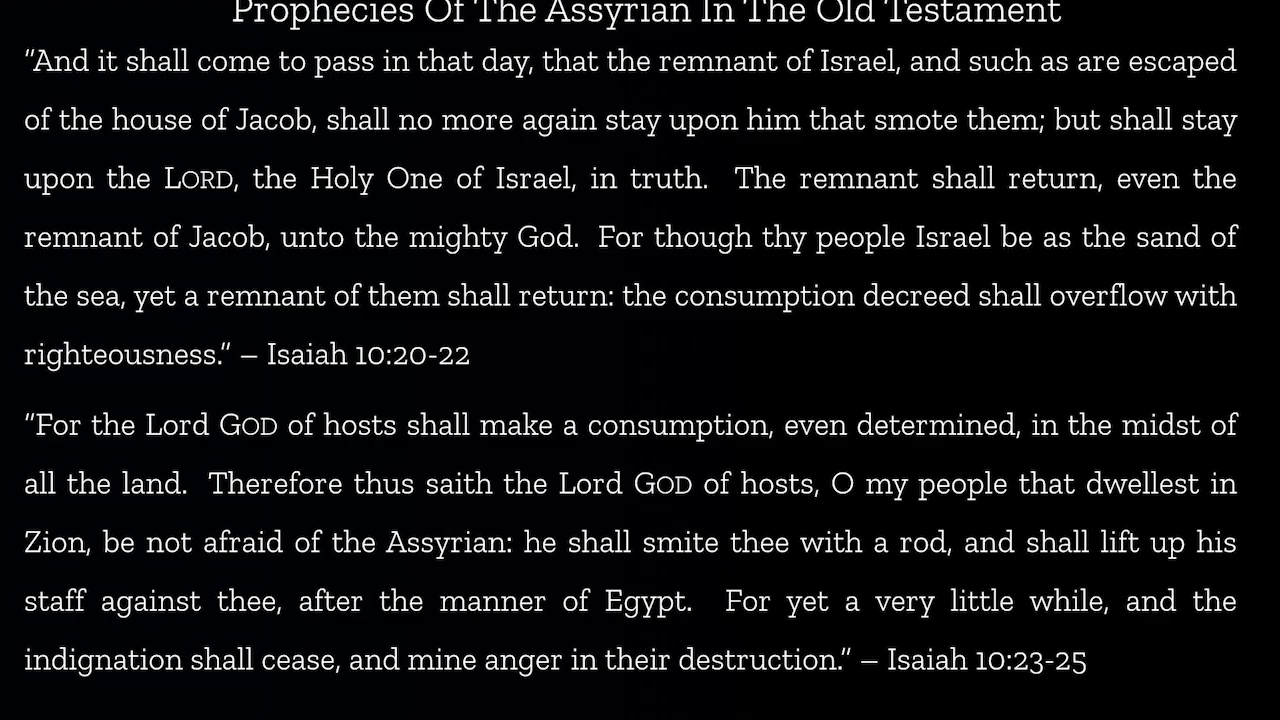 Prophecies Of The Assyrian In The Old Testament
“And it shall come to pass in that day, that the remnant of Israel, and such as are escaped
of the house of Jacob, shall no more again stay upon him that smote them; but shall stay
upon the LORD, the Holy One of Israel, in truth.  The remnant shall return, even the
remnant of Jacob, unto the mighty God.  For though thy people Israel be as the sand of
the sea, yet a remnant of them shall return: the consumption decreed shall overflow with
righteousness.” – Isaiah 10:20-22
“For the Lord GOD of hosts shall make a consumption, even determined, in the midst of
all the land.  Therefore thus saith the Lord GOD of hosts, O my people that dwellest in
Zion, be not afraid of the Assyrian: he shall smite thee with a rod, and shall lift up his
staff against thee, after the manner of Egypt.  For yet a very little while, and the
indignation shall cease, and mine anger in their destruction.” – Isaiah 10:23-25